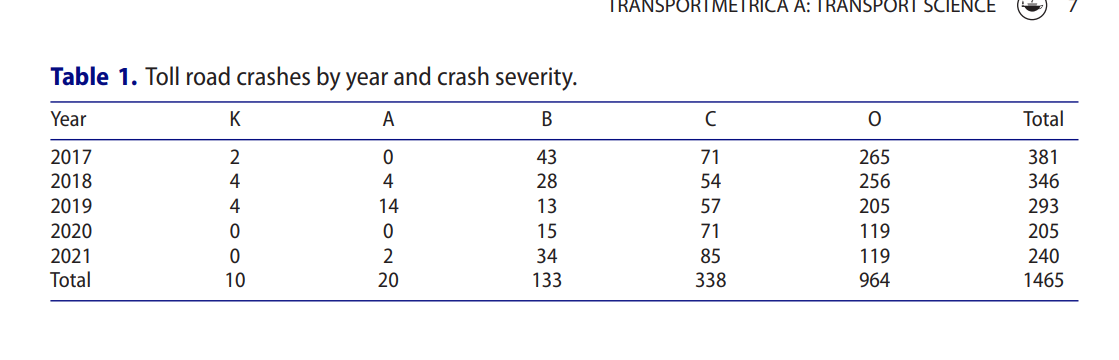 TRANSPORTMETRICA A: TRANSPORT SCIENCE 7
Table 1. Toll road crashes by year and crash severity.
Year K A B C O Total
2017 2 0 43 71 265 381
2018 4 4 28 54 256 346
2019 4 14 13 57 205 293
2020 0 0 15 71 119 205
2021 0 2 34 85 119 240
Total 10 20 133 338 964 1465